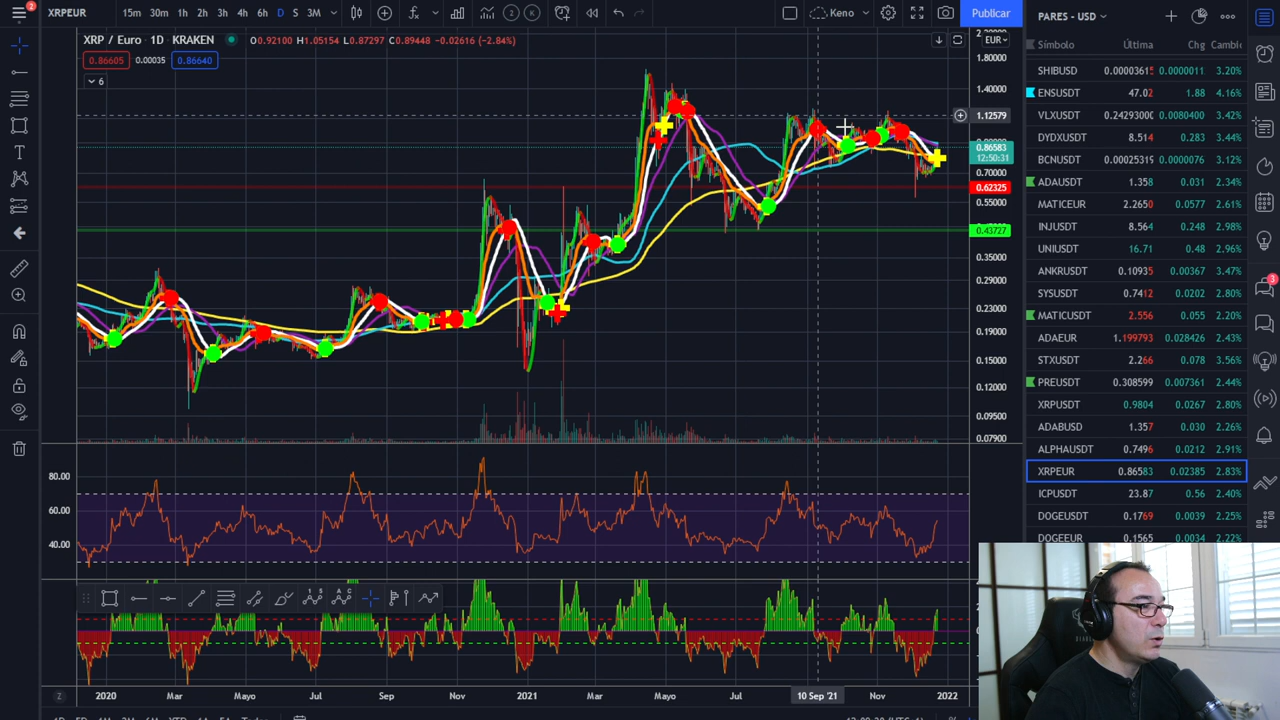 2
XRPEUR
15m 30m 1h 2h 3h 4h 6h D S 3M
2 K
Keno
Publicar
PARES - USD
XRP / Euro · 1D · KRAKEN
O0.92100 H1.05154 L0.87297 C0.89448 -0.02616 (-2.84%)
EUR
0.86605 0.00035 0.86640
6
1.80000
1.40000
1.12579
0.86583
12:50:31
0.70000
0.62325
0.55000
0.43727
0.35000
0.29000
0.23000
0.19000
0.15000
0.12000
0.09500
0.07900
80.00
60.00
40.00
Z 2020 Mar Mayo Jul Sep Nov 2021 Mar Mayo Jul 10 Sep '21 Nov 2022
Símbolo Última Chg Cambio
SHIBUSD 0.00003615 0.0000011 3.20%
ENSUSDT 47.02 1.88 4.16%
VLXUSDT 0.2429300 0.0080400 3.42%
DYDXUSDT 8.514 0.283 3.44%
BCNUSDT 0.00025319 0.0000076 3.12%
ADAUSDT 1.358 0.031 2.34%
MATICEUR 2.2650 0.0577 2.61%
INJUSDT 8.564 0.248 2.98%
UNIUSDT 16.71 0.48 2.96%
ANKRUSDT 0.10935 0.00367 3.47%
SYSUSDT 0.7412 0.0202 2.80%
MATICUSDT 2.556 0.055 2.20%
ADAEUR 1.199793 0.028426 2.43%
STXUSDT 2.266 0.078 3.56%
PREUSDT 0.308599 0.007361 2.44%
XRPUSDT 0.9804 0.0267 2.80%
ADABUSD 1.357 0.030 2.26%
ALPHAUSDT 0.7496 0.0212 2.91%
XRPEUR 0.86583 0.02385 2.83%
ICPUSDT 23.87 0.56 2.40%
DOGEUSDT 0.1769 0.0039 2.25%
DOGEEUR 0.1565 0.0034 2.22%
3